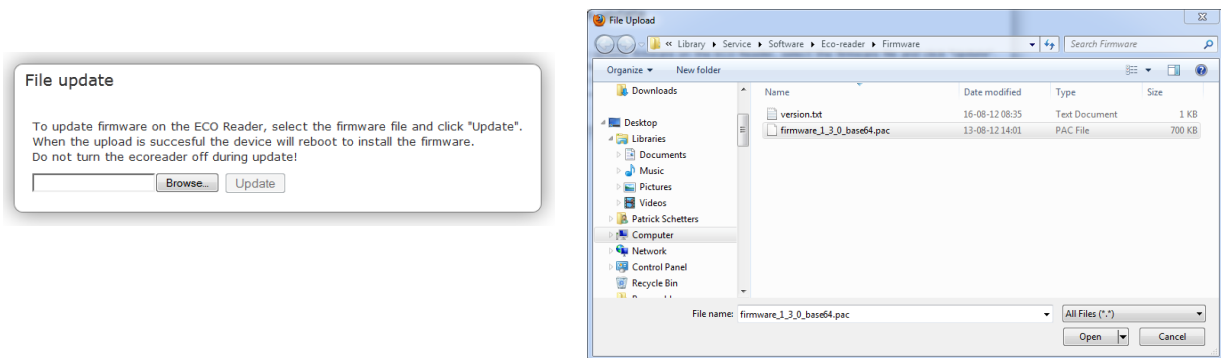 File update
To update firmware on the ECO Reader, select the firmware file and click "Update".
When the upload is succesful the device will reboot to install the firmware.
Do not turn the ecoreader off during update!
Browse... Update
File Upload
« Library Service Software Eco-reader Firmware Search Firmware
Organize New folder
Downloads
Desktop
Libraries
Documents
Music
Pictures
Videos
Patrick Schetters
Computer
Network
Control Panel
Recycle Bin
Name Date modified Type Size
version.txt 16-08-12 08:35 Text Document 1 KB
firmware_1_3_0_base64.pac 13-08-12 14:01 PAC File 700 KB
File name: firmware_1_3_0_base64.pac All Files (*.*)
Open Cancel